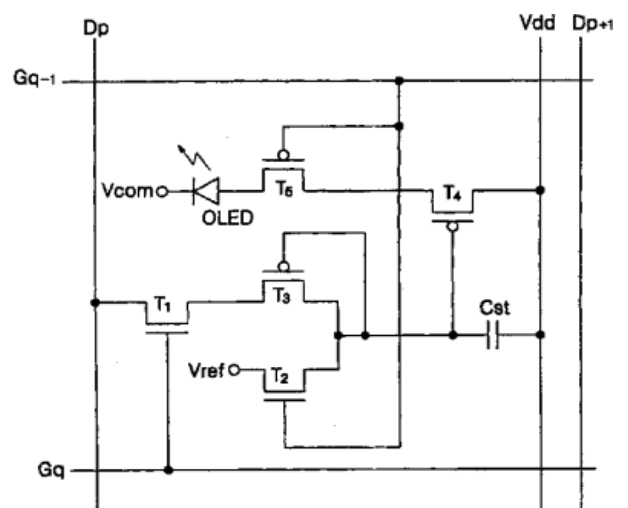 Dp
Vdd
Dp+1
Gq-1
T5
T4
Vcom
OLED
T1
T3
Cst
Vref
T2
Gq